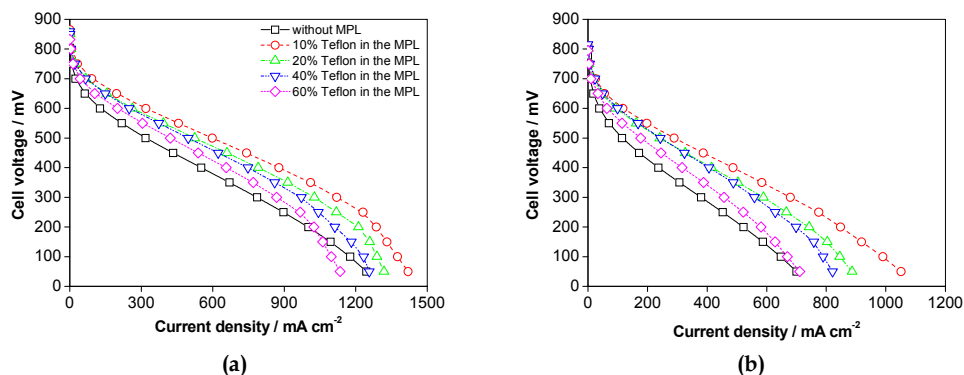 900
800
700
600
500
400
300
200
100
0
Cell voltage / mV
without MPL
10% Teflon in the MPL
20% Teflon in the MPL
40% Teflon in the MPL
60% Teflon in the MPL
0 300 600 900 1200 1500
Current density / mA cm⁻²
(a)
900
800
700
600
500
400
300
200
100
0
Cell voltage / mV
0 200 400 600 800 1000 1200
Current density / mA cm⁻²
(b)